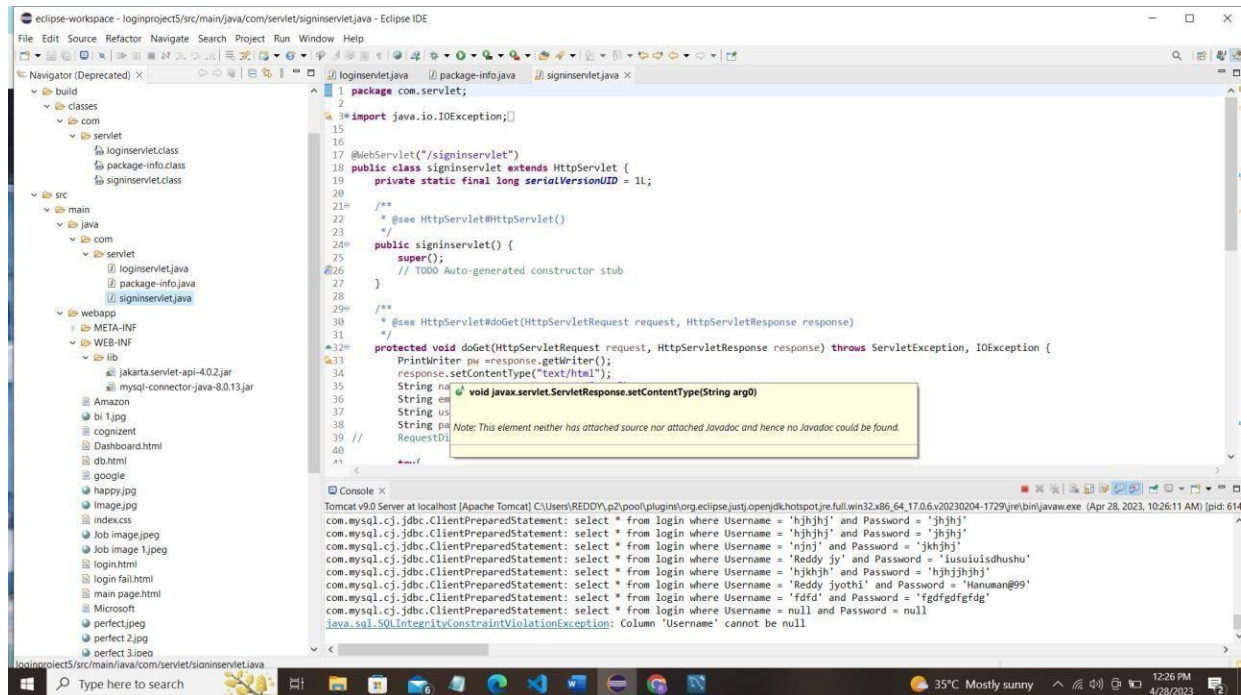 eclipse-workspace - loginproject5/src/main/java/com/servlet/signinservlet.java - Eclipse IDE
File Edit Source Refactor Navigate Search Project Run Window Help
Navigator (Deprecated)
build
classes
com
servlet
loginservlet.class
package-info.class
signinservlet.class
src
main
java
com
servlet
loginservlet.java
package-info.java
signinservlet.java
webapp
META-INF
WEB-INF
lib
jakarta.servlet-api-4.0.2.jar
mysql-connector-java-8.0.13.jar
Amazon
bi 1.jpg
cognizent
Dashboard.html
db.html
google
happy.jpg
Image.jpg
index.css
Job image.jpeg
Job image 1.jpeg
login.html
login fail.html
main page.html
Microsoft
perfect.jpeg
perfect 2.jpg
perfect 3.jpeg
loginservlet.java package-info.java signinservlet.java
1 package com.servlet;
2
3 import java.io.IOException;
15
16
17 @WebServlet("/signinservlet")
18 public class signinservlet extends HttpServlet {
19 private static final long serialVersionUID = 1L;
20
21 /**
22 * @see HttpServlet#HttpServlet()
23 */
24 public signinservlet() {
25 super();
26 // TODO Auto-generated constructor stub
27 }
28
29 /**
30 * @see HttpServlet#doGet(HttpServletRequest request, HttpServletResponse response)
31 */
32 protected void doGet(HttpServletRequest request, HttpServletResponse response) throws ServletException, IOException {
33 PrintWriter pw =response.getWriter();
34 response.setContentType("text/html");
35 String na
36 String em
37 String us
38 String pa
39 // RequestDi
40
41 try{
void javax.servlet.ServletResponse.setContentType(String arg0)
Note: This element neither has attached source nor attached Javadoc and hence no Javadoc could be found.
Console
Tomcat v9.0 Server at localhost [Apache Tomcat] C:\Users\REDDY\.p2\pool\plugins\org.eclipse.justj.openjdk.hotspot.jre.full.win32.x86_64_17.0.6.v20230204-1729\jre\bin\javaw.exe (Apr 28, 2023, 10:26:11 AM) [pid: 614
com.mysql.cj.jdbc.ClientPreparedStatement: select * from login where Username = 'hjhjhj' and Password = 'jhjhj'
com.mysql.cj.jdbc.ClientPreparedStatement: select * from login where Username = 'hjhjhj' and Password = 'jhjhj'
com.mysql.cj.jdbc.ClientPreparedStatement: select * from login where Username = 'njnj' and Password = 'jkhjhj'
com.mysql.cj.jdbc.ClientPreparedStatement: select * from login where Username = 'Reddy jy' and Password = 'iusuiuisdhushu'
com.mysql.cj.jdbc.ClientPreparedStatement: select * from login where Username = 'hjkhjh' and Password = 'hjhjjhjhj'
com.mysql.cj.jdbc.ClientPreparedStatement: select * from login where Username = 'Reddy jyothi' and Password = 'Hanuman@99'
com.mysql.cj.jdbc.ClientPreparedStatement: select * from login where Username = 'fdfd' and Password = 'fgdfgdfgfdg'
com.mysql.cj.jdbc.ClientPreparedStatement: select * from login where Username = null and Password = null
java.sql.SQLIntegrityConstraintViolationException: Column 'Username' cannot be null
loginproject5/src/main/java/com/servlet/signinservlet.java
Type here to search
35°C Mostly sunny
12:26 PM
4/28/2023